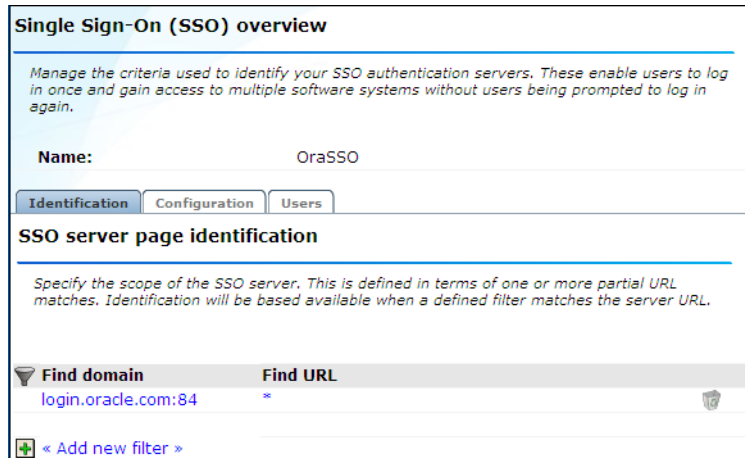 Single Sign-On (SSO) overview
Manage the criteria used to identify your SSO authentication servers. These enable users to log
in once and gain access to multiple software systems without users being prompted to log in
again.
Name: OraSSO
Identification Configuration Users
SSO server page identification
Specify the scope of the SSO server. This is defined in terms of one or more partial URL
matches. Identification will be based available when a defined filter matches the server URL.
Find domain Find URL
login.oracle.com:84 *
« Add new filter »